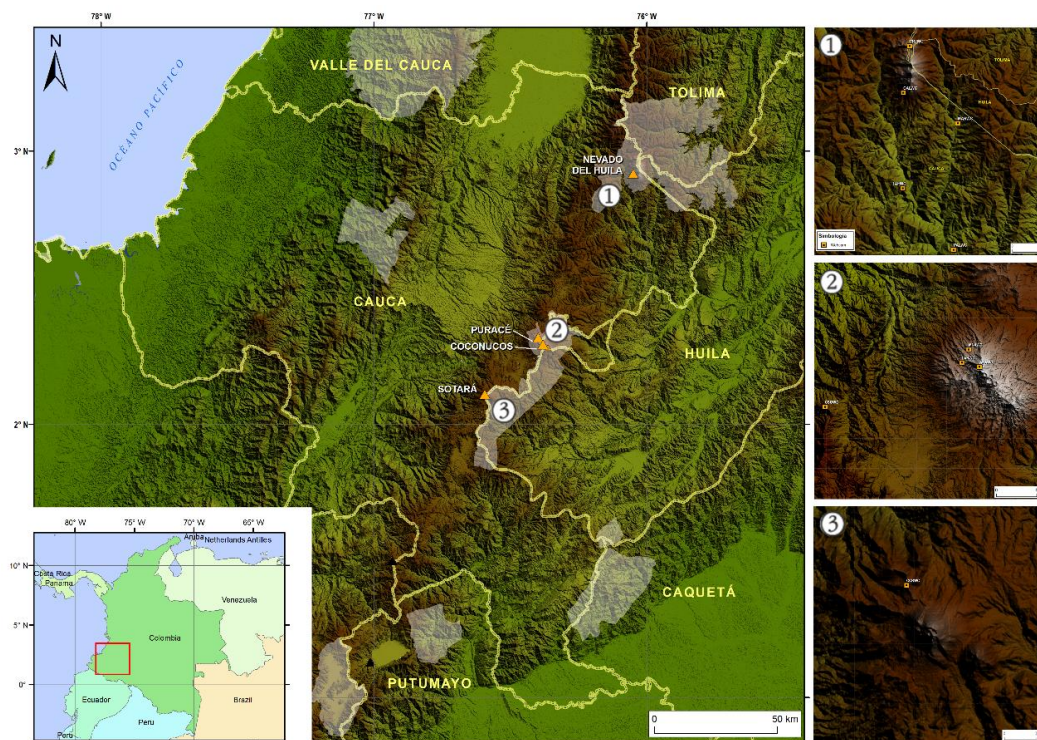 78° W
77° W
76° W
N
OCÉANO PACÍFICO
VALLE DEL CAUCA
TOLIMA
3° N
NEVADO
DEL HUILA
1
CAUCA
PURACÉ
2
COCONUCOS
HUILA
SOTARÁ
3
2° N
CAQUETÁ
PUTUMAYO
0
50 km
80° W
75° W
70° W
65° W
Aruba
Netherlands Antilles
10° N
Costa Rica
Panama
Venezuela
5° N
Colombia
0°
Ecuador
Brazil
Peru
1
TOLIMA
HUILA
CAUCA
Simbología
2
3